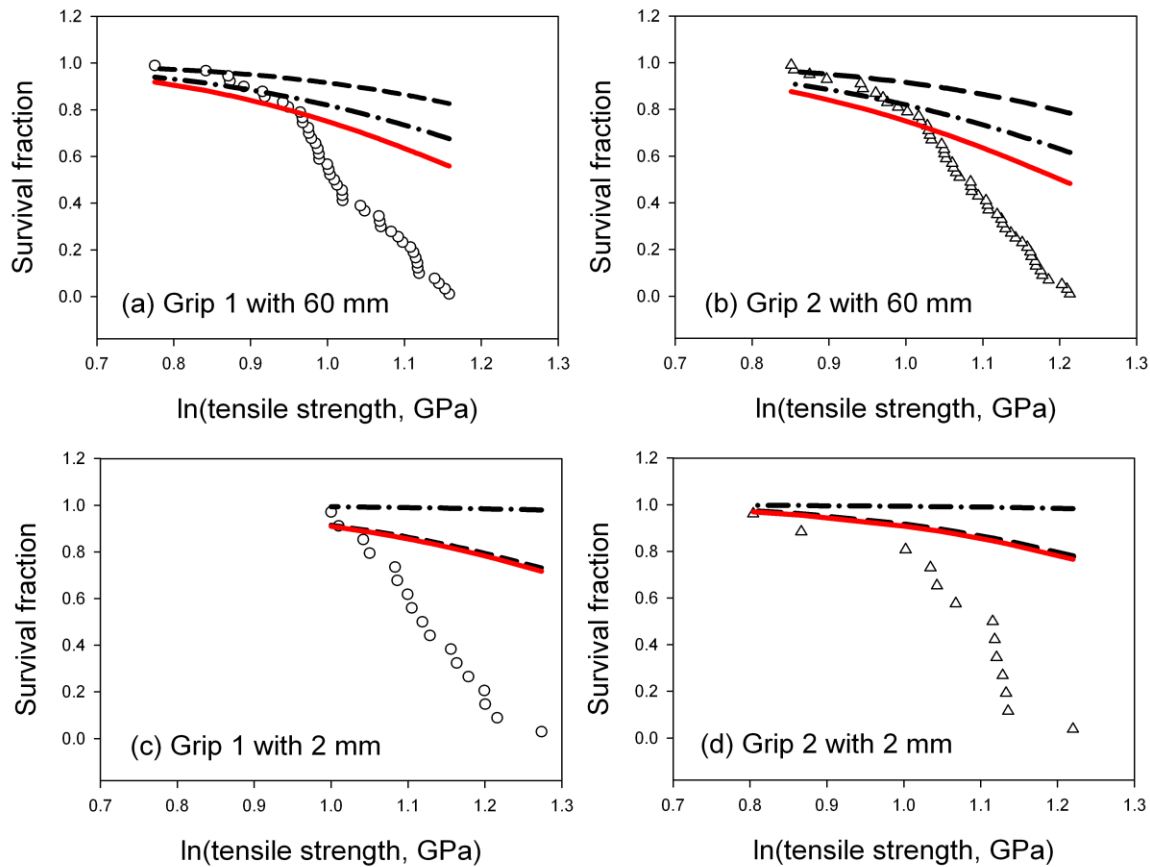 1.2
1.0
0.8
0.6
0.4
0.2
0.0
Survival fraction
(a) Grip 1 with 60 mm
0.7 0.8 0.9 1.0 1.1 1.2 1.3
ln(tensile strength, GPa)
1.2
1.0
0.8
0.6
0.4
0.2
0.0
Survival fraction
(b) Grip 2 with 60 mm
0.7 0.8 0.9 1.0 1.1 1.2 1.3
ln(tensile strength, GPa)
1.2
1.0
0.8
0.6
0.4
0.2
0.0
Survival fraction
(c) Grip 1 with 2 mm
0.7 0.8 0.9 1.0 1.1 1.2 1.3
ln(tensile strength, GPa)
1.2
1.0
0.8
0.6
0.4
0.2
0.0
Survival fraction
(d) Grip 2 with 2 mm
0.7 0.8 0.9 1.0 1.1 1.2 1.3
ln(tensile strength, GPa)